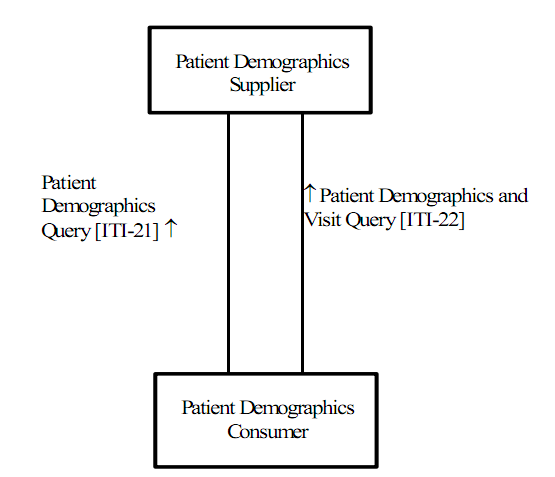 Patient Demographics
Supplier
Patient
Demographics
Query [ITI-21] ↑
↑ Patient Demographics and
Visit Query [ITI-22]
Patient Demographics
Consumer